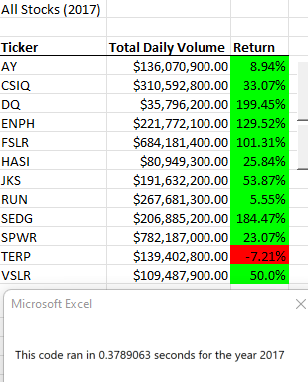 All Stocks (2017)
Ticker Total Daily Volume Return
AY $136,070,900.00 8.94%
CSIQ $310,592,800.00 33.07%
DQ $35,796,200.00 199.45%
ENPH $221,772,100.00 129.52%
FSLR $684,181,400.00 101.31%
HASI $80,949,300.00 25.84%
JKS $191,632,200.00 53.87%
RUN $267,681,300.00 5.55%
SEDG $206,885,200.00 184.47%
SPWR $782,187,000.00 23.07%
TERP $139,402,800.00 -7.21%
VSLR $109,487,900.00 50.0%
Microsoft Excel
This code ran in 0.3789063 seconds for the year 2017